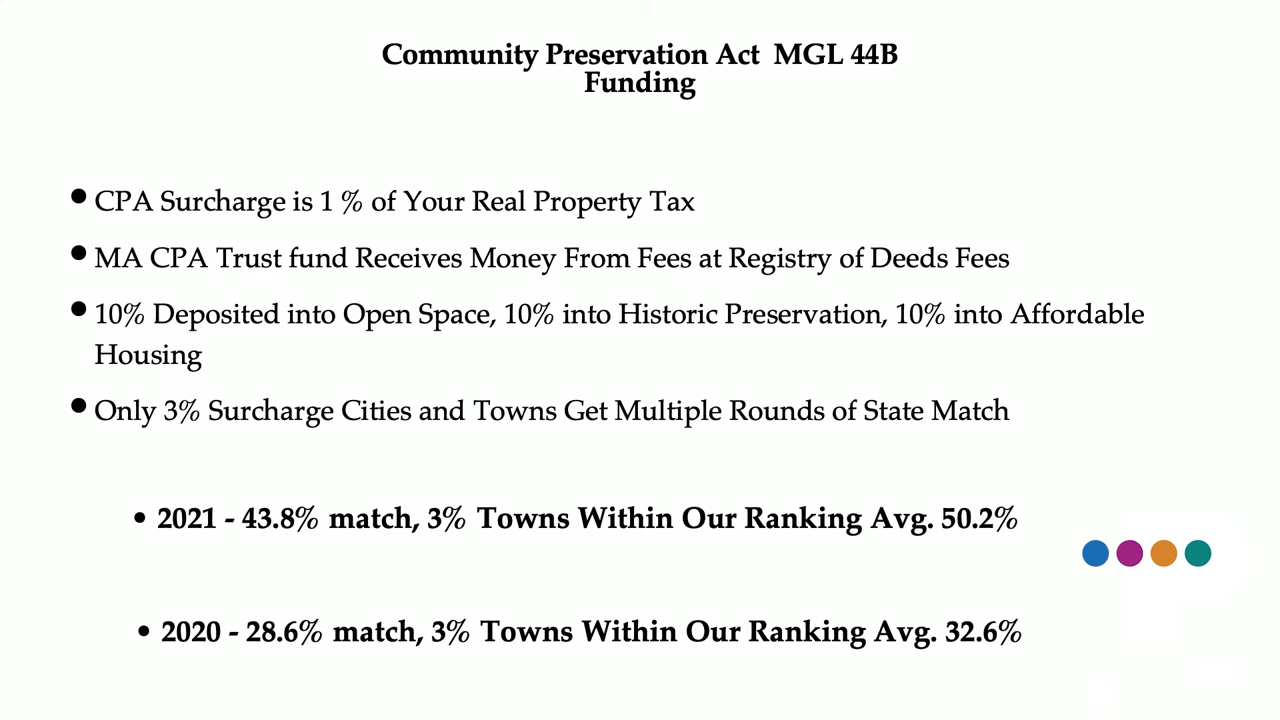 Community Preservation Act  MGL 44B
Funding
• CPA Surcharge is 1 % of Your Real Property Tax
• MA CPA Trust fund Receives Money From Fees at Registry of Deeds Fees
• 10% Deposited into Open Space, 10% into Historic Preservation, 10% into Affordable
Housing
• Only 3% Surcharge Cities and Towns Get Multiple Rounds of State Match
• 2021 - 43.8% match, 3% Towns Within Our Ranking Avg. 50.2%
• 2020 - 28.6% match, 3% Towns Within Our Ranking Avg. 32.6%